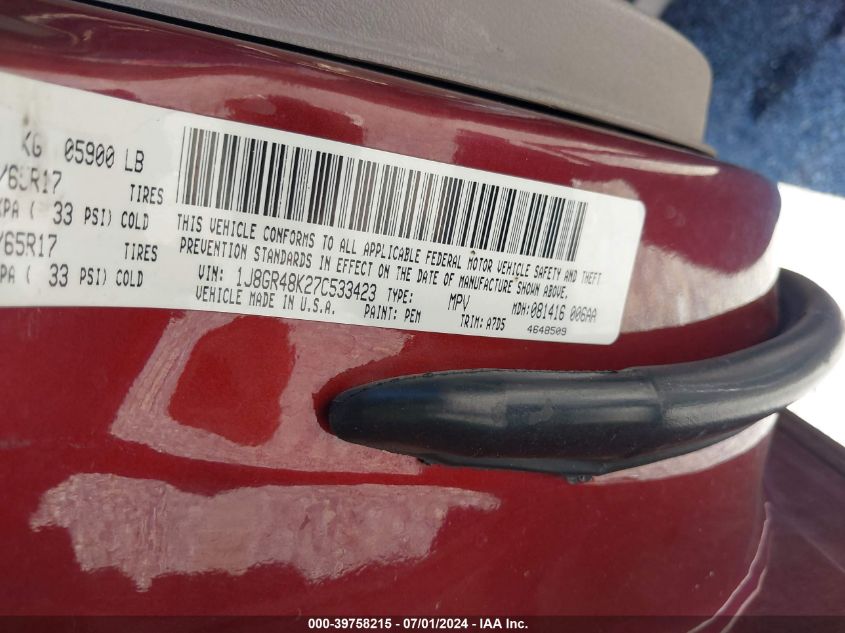 KG 05900 LB
/65R17 TIRES
KPA ( 33 PSI) COLD
/65R17 TIRES
KPA ( 33 PSI) COLD
THIS VEHICLE CONFORMS TO ALL APPLICABLE FEDERAL MOTOR VEHICLE SAFETY AND THEFT
PREVENTION STANDARDS IN EFFECT ON THE DATE OF MANUFACTURE SHOWN ABOVE.
VIN: 1J8GR48K27C533423 TYPE: MPV MDH:081416 006AA
VEHICLE MADE IN U.S.A. PAINT: PEM TRIM:A7D5 4648509
000-39758215 - 07/01/2024 - IAA Inc.